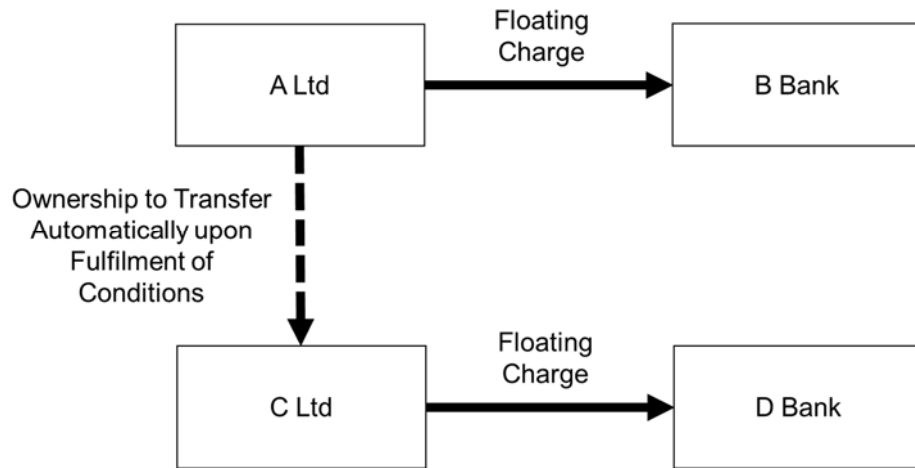 Floating
Charge
A Ltd
B Bank
Ownership to Transfer
Automatically upon
Fulfilment of
Conditions
Floating
Charge
C Ltd
D Bank